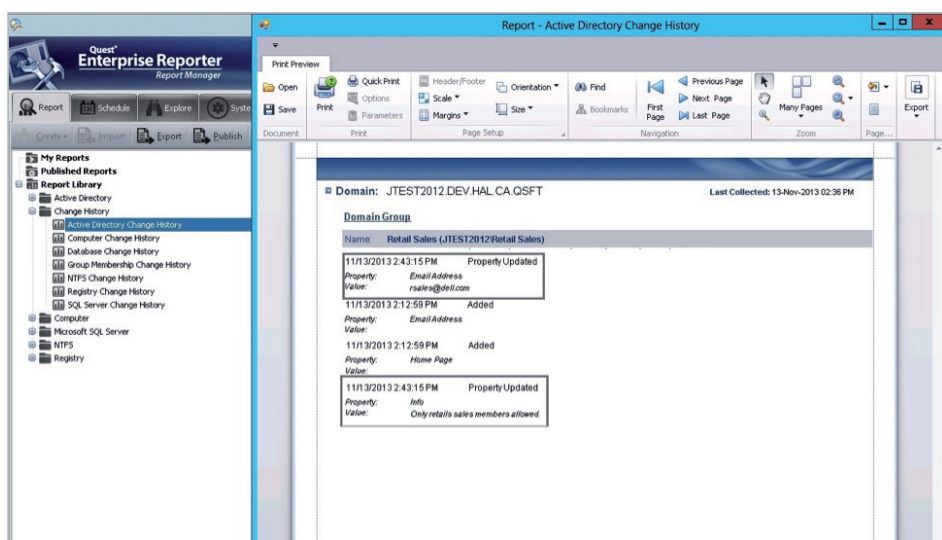 Report - Active Directory Change History
Quest
Enterprise Reporter
Report Manager
Report
Schedule
Explore
Syste
Create
Import
Export
Publish
My Reports
Published Reports
Report Library
Active Directory
Change History
Active Directory Change History
Computer Change History
Database Change History
Group Membership Change History
NTFS Change History
Registry Change History
SQL Server Change History
Computer
Microsoft SQL Server
NTFS
Registry
Print Preview
Open
Save
Document
Print
Quick Print
Options
Parameters
Print
Header/Footer
Scale
Margins
Orientation
Size
Page Setup
Find
Bookmarks
First Page
Previous Page
Next Page
Last Page
Navigation
Many Pages
Zoom
Page...
Export
Domain: JTEST2012.DEV.HAL.CA.QSFT
Last Collected: 13-Nov-2013 02:36 PM
Domain Group
Name: Retail Sales (JTEST2012\Retail Sales)
11/13/2013 2:43:15 PM Property Updated
Property: Email Address
Value: rsales@dell.com
11/13/2013 2:12:59 PM Added
Property: Email Address
Value:
11/13/2013 2:12:59 PM Added
Property: Home Page
Value:
11/13/2013 2:43:15 PM Property Updated
Property: Info
Value: Only retails sales members allowed.